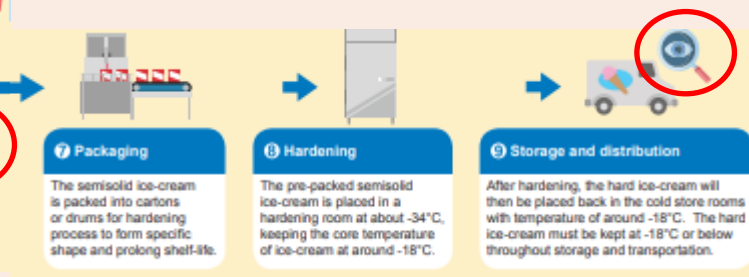 7 Packaging
The semisolid ice-cream
is packed into cartons
or drums for hardening
process to form specific
shape and prolong shelf-life.
8 Hardening
The pre-packed semisolid
ice-cream is placed in a
hardening room at about -34°C,
keeping the core temperature
of ice-cream at around -18°C.
9 Storage and distribution
After hardening, the hard ice-cream will
then be placed back in the cold store rooms
with temperature of around -18°C. The hard
ice-cream must be kept at -18°C or below
throughout storage and transportation.